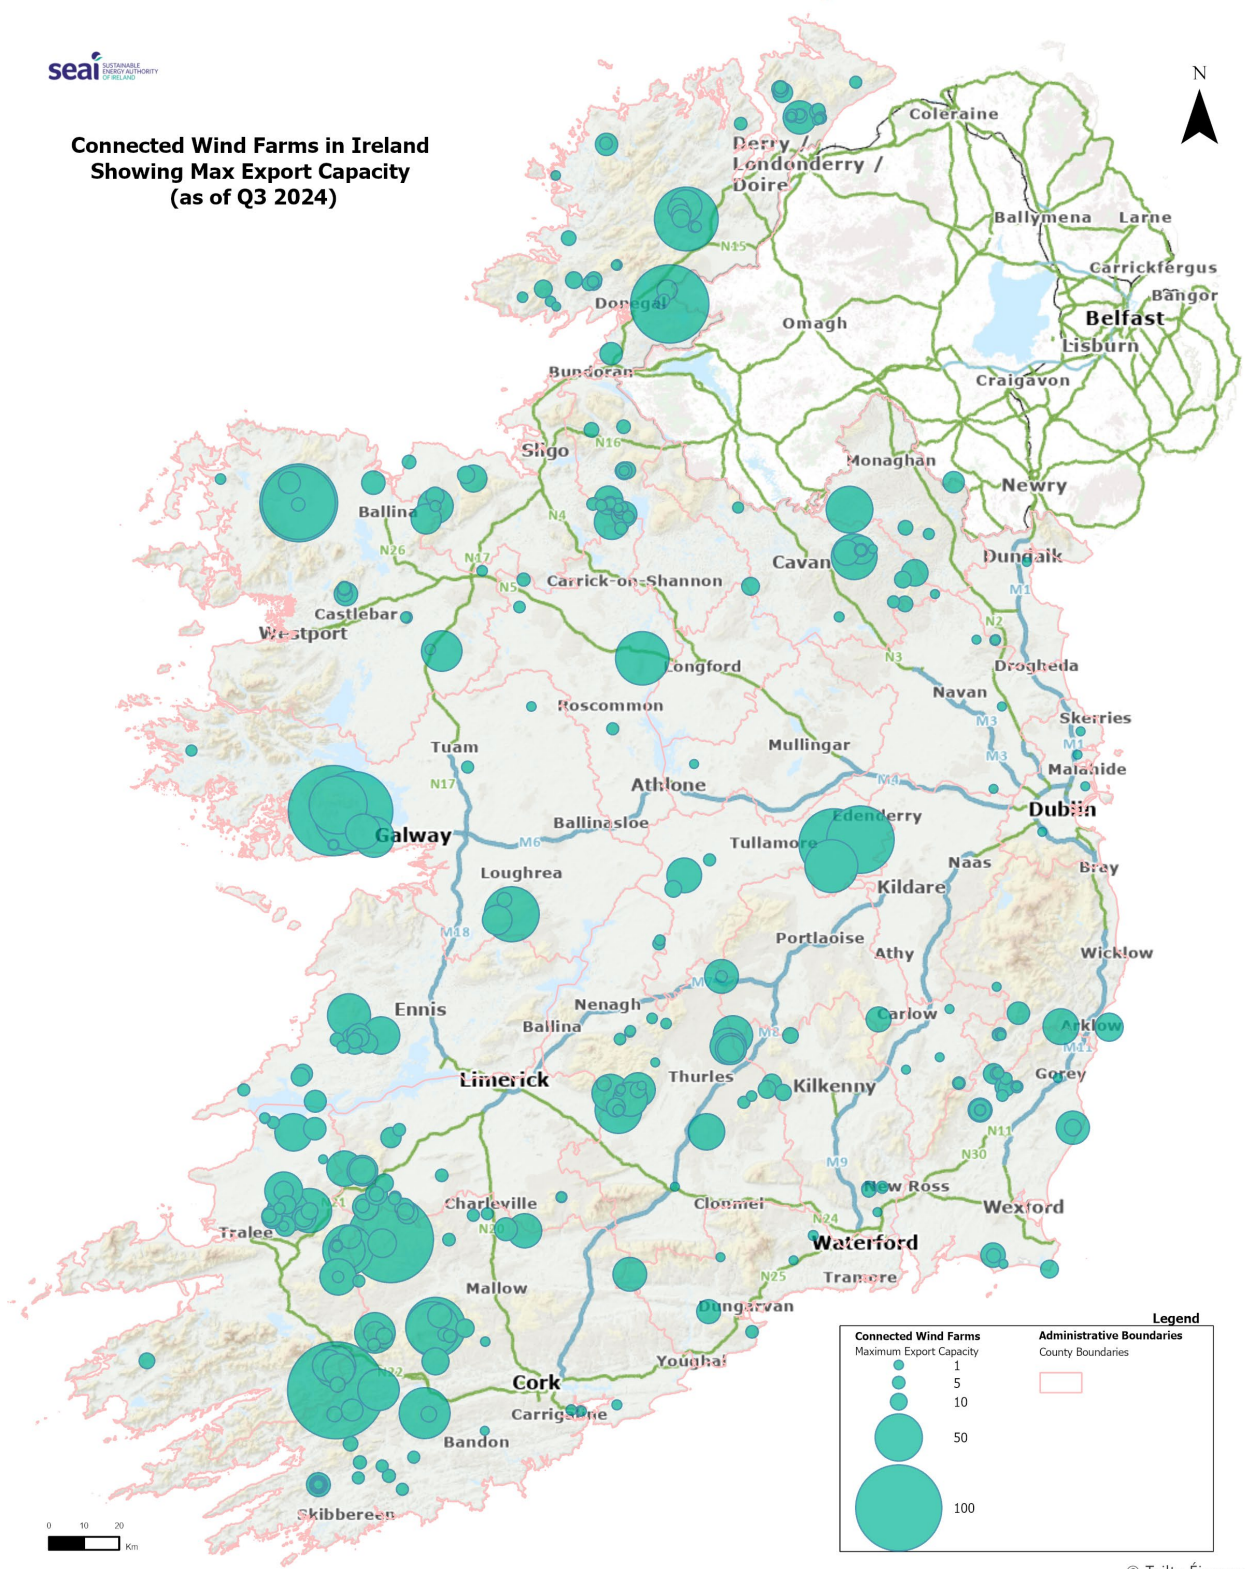 seai SUSTAINABLE
ENERGY AUTHORITY
OF IRELAND
Connected Wind Farms in Ireland
Showing Max Export Capacity
(as of Q3 2024)
N
Coleraine
Derry /
Londonderry /
Doire
Ballymena
Larne
N15
Carrickfergus
Bangor
Donegal
Omagh
Belfast
Lisburn
Bundoran
Craigavon
N16
Sligo
Monaghan
Newry
Ballina
N4
N26
N17
Cavan
Dundalk
N5
Carrick-on-Shannon
M1
Castlebar
N2
Westport
N3
Longford
Drogheda
Navan
Roscommon
M3
Skerries
Tuam
Mullingar
M1
M3
Malahide
N17
Athlone
M4
Dublin
Edenderry
Ballinasloe
Galway
M6
Tullamore
Naas
Bray
Loughrea
Kildare
M18
Portlaoise
Athy
Wicklow
M7
Ennis
Nenagh
Carlow
Ballina
M8
Arklow
M11
Limerick
Thurles
Kilkenny
Gorey
N11
N30
M9
New Ross
N21
Charleville
Clonmel
Wexford
Tralee
N20
N24
Waterford
N25
Tramore
Mallow
Dungarvan
Youghal
N22
Cork
Carrigaline
Bandon
Skibbereen
Legend
Connected Wind Farms
Maximum Export Capacity
1
5
10
50
100
Administrative Boundaries
County Boundaries
0 10 20
Km